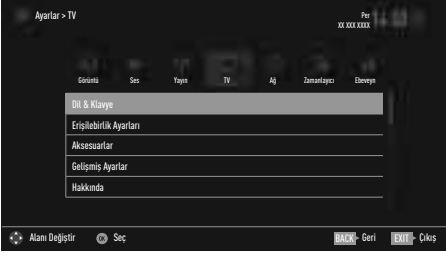 Ayarlar > TV
Per
XX XXX XXXX
Görüntü Ses Yayın TV Ağ Zamanlayıcı Ebeveyn
Dil & Klavye
Erişilebilirlik Ayarları
Aksesuarlar
Gelişmiş Ayarlar
Hakkında
Alanı Değiştir OK Seç BACK Geri EXIT Çıkış